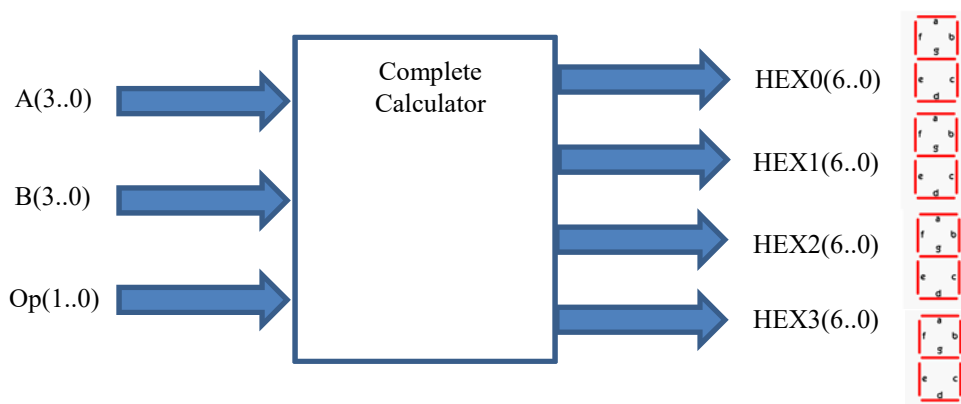 Complete
Calculator
A(3..0)
B(3..0)
Op(1..0)
HEX0(6..0)
HEX1(6..0)
HEX2(6..0)
HEX3(6..0)
a
f b
g
e c
d
a
f b
g
e c
d
a
f b
g
e c
d
a
f b
g
e c
d